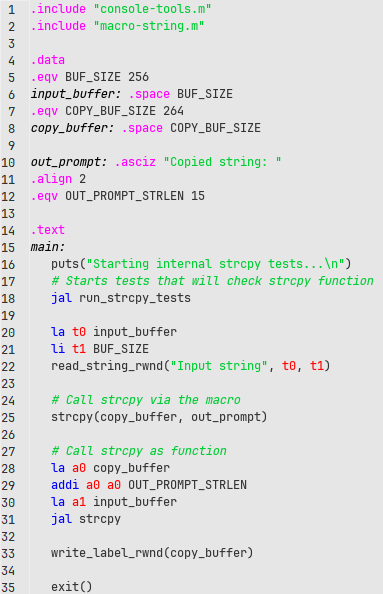 1 .include "console-tools.m"
2 .include "macro-string.m"
3
4 .data
5 .eqv BUF_SIZE 256
6 input_buffer: .space BUF_SIZE
7 .eqv COPY_BUF_SIZE 264
8 copy_buffer: .space COPY_BUF_SIZE
9
10 out_prompt: .asciz "Copied string: "
11 .align 2
12 .eqv OUT_PROMPT_STRLEN 15
13
14 .text
15 main:
16 puts("Starting internal strcpy tests...\n")
17 # Starts tests that will check strcpy function
18 jal run_strcpy_tests
19
20 la t0 input_buffer
21 li t1 BUF_SIZE
22 read_string_rwnd("Input string", t0, t1)
23
24 # Call strcpy via the macro
25 strcpy(copy_buffer, out_prompt)
26
27 # Call strcpy as function
28 la a0 copy_buffer
29 addi a0 a0 OUT_PROMPT_STRLEN
30 la a1 input_buffer
31 jal strcpy
32
33 write_label_rwnd(copy_buffer)
34
35 exit()